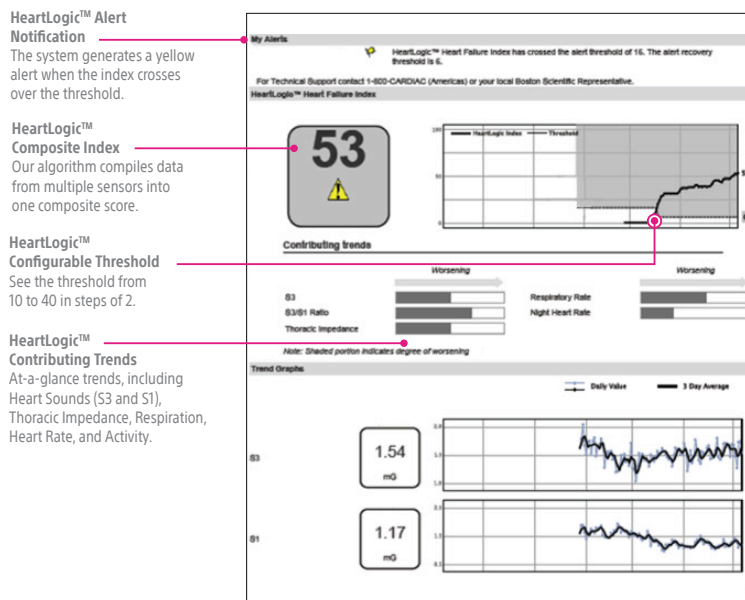 HeartLogic™ Alert
Notification
The system generates a yellow
alert when the index crosses
over the threshold.
HeartLogic™
Composite Index
Our algorithm compiles data
from multiple sensors into
one composite score.
HeartLogic™
Configurable Threshold
See the threshold from
10 to 40 in steps of 2.
HeartLogic™
Contributing Trends
At-a-glance trends, including
Heart Sounds (S3 and S1),
Thoracic Impedance, Respiration,
Heart Rate, and Activity.
My Alerts
HeartLogic™ Heart Failure Index has crossed the alert threshold of 16. The alert recovery
threshold is 6.
For Technical Support contact 1-800-CARDIAC (Americas) or your local Boston Scientific Representative.
HeartLogic™ Heart Failure Index
53
100
HeartLogic Index
Threshold
50
0
Contributing trends
Worsening
Worsening
S3
Respiratory Rate
S3/S1 Ratio
Night Heart Rate
Thoracic Impedance
Note: Shaded portion indicates degree of worsening
Trend Graphs
Daily Value
3 Day Average
S3
1.54
mG
2.0
1.0
S1
1.17
mG
0.5